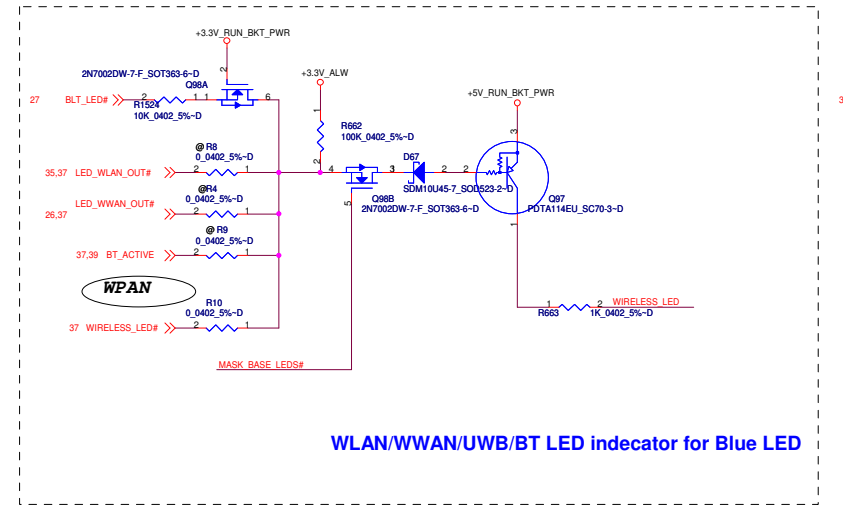 +3.3V_RUN_BKT_PWR
2
2N7002DW-7-F_SOT363-6~D
Q98A
27 BLT_LED# 2 1 1 6
R1524
10K_0402_5%~D
+3.3V_ALW
1
R662
100K_0402_5%~D
2
+5V_RUN_BKT_PWR
3
3
@ R8
0_0402_5%~D
35,37 LED_WLAN_OUT# 2 1
4 3 1
D67
2 2
SDM10U45-7_SOD523-2~D
Q98B
2N7002DW-7-F_SOT363-6~D
5
Q97
PDTA114EU_SC70-3~D
1
@R4
0_0402_5%~D
LED_WWAN_OUT# 2 1
26,37
@ R9
0_0402_5%~D
37,39 BT_ACTIVE 2 1
WPAN
R10
0_0402_5%~D
37 WIRELESS_LED# 2 1
1 2 WIRELESS_LED
R663 1K_0402_5%~D
MASK_BASE_LEDS#
WLAN/WWAN/UWB/BT LED indecator for Blue LED